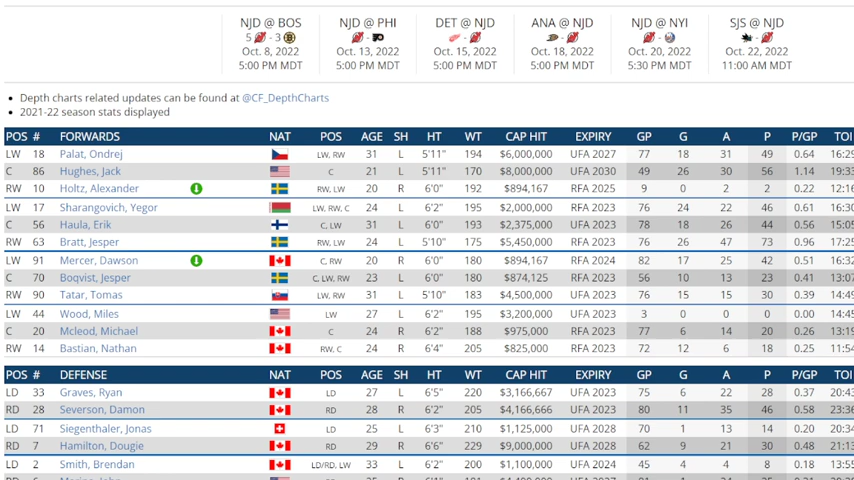 NJD @ BOS NJD @ PHI DET @ NJD ANA @ NJD NJD @ NYI SJS @ NJD
5 - 3 - - - - -
Oct. 8, 2022 Oct. 13, 2022 Oct. 15, 2022 Oct. 18, 2022 Oct. 20, 2022 Oct. 22, 2022
5:00 PM MDT 5:00 PM MDT 5:00 PM MDT 5:00 PM MDT 5:30 PM MDT 11:00 AM MDT
• Depth charts related updates can be found at @CF_DepthCharts
• 2021-22 season stats displayed
POS # FORWARDS NAT POS AGE SH HT WT CAP HIT EXPIRY GP G A P P/GP TOI
LW 18 Palat, Ondrej LW, RW 31 L 5'11" 194 $6,000,000 UFA 2027 77 18 31 49 0.64 16:29
C 86 Hughes, Jack C 21 L 5'11" 170 $8,000,000 UFA 2030 49 26 30 56 1.14 19:33
RW 10 Holtz, Alexander RW, LW 20 R 6'0" 192 $894,167 RFA 2025 9 0 2 2 0.22 12:16
LW 17 Sharangovich, Yegor LW, RW, C 24 L 6'2" 195 $2,000,000 RFA 2023 76 24 22 46 0.61 16:30
C 56 Haula, Erik C, LW 31 L 6'0" 193 $2,375,000 UFA 2023 78 18 26 44 0.56 15:05
RW 63 Bratt, Jesper RW, LW 24 L 5'10" 175 $5,450,000 RFA 2023 76 26 47 73 0.96 17:25
LW 91 Mercer, Dawson C, RW 20 R 6'0" 180 $894,167 RFA 2024 82 17 25 42 0.51 16:32
C 70 Boqvist, Jesper C, LW, RW 23 L 6'0" 180 $874,125 RFA 2023 56 10 13 23 0.41 13:07
RW 90 Tatar, Tomas LW, RW 31 L 5'10" 183 $4,500,000 UFA 2023 76 15 15 30 0.39 14:49
LW 44 Wood, Miles LW 27 L 6'2" 195 $3,200,000 UFA 2023 3 0 0 0 0.00 14:45
C 20 Mcleod, Michael C 24 R 6'2" 188 $975,000 RFA 2023 77 6 14 20 0.26 13:19
RW 14 Bastian, Nathan RW, C 24 R 6'4" 205 $825,000 RFA 2023 72 12 6 18 0.25 11:54
POS # DEFENSE NAT POS AGE SH HT WT CAP HIT EXPIRY GP G A P P/GP TOI
LD 33 Graves, Ryan LD 27 L 6'5" 220 $3,166,667 UFA 2023 75 6 22 28 0.37 20:43
RD 28 Severson, Damon RD 28 R 6'2" 205 $4,166,666 UFA 2023 80 11 35 46 0.58 23:36
LD 71 Siegenthaler, Jonas LD 25 L 6'3" 210 $1,125,000 UFA 2028 70 1 13 14 0.20 20:34
RD 7 Hamilton, Dougie RD 29 R 6'6" 229 $9,000,000 UFA 2028 62 9 21 30 0.48 21:13
LD 2 Smith, Brendan LD/RD, LW 33 L 6'2" 200 $1,100,000 UFA 2024 45 4 4 8 0.18 13:55